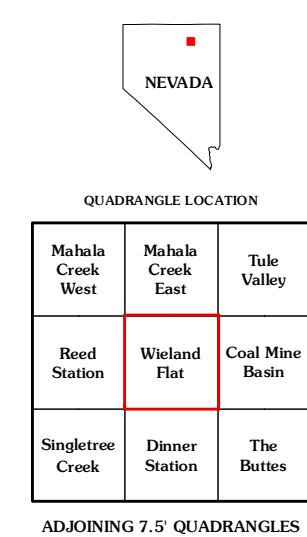 NEVADA
QUADRANGLE LOCATION
Mahala
Creek
West
Mahala
Creek
East
Tule
Valley
Reed
Station
Wieland
Flat
Coal Mine
Basin
Singletree
Creek
Dinner
Station
The
Buttes
ADJOINING 7.5' QUADRANGLES